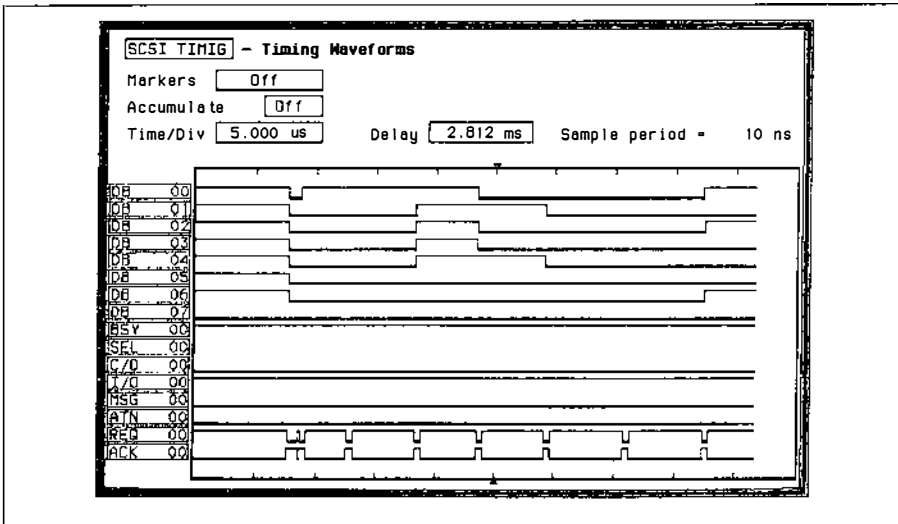 SCSI TIMIG - Timing Waveforms
Markers Off
Accumulate Off
Time/Div 5.000 us Delay 2.812 ms Sample period = 10 ns
DB 00
DB 01
DB 02
DB 03
DB 04
DB 05
DB 06
DB 07
BSY 00
SEL 00
C/D 00
I/O 00
MSG 00
ATN 00
REQ 00
ACK 00